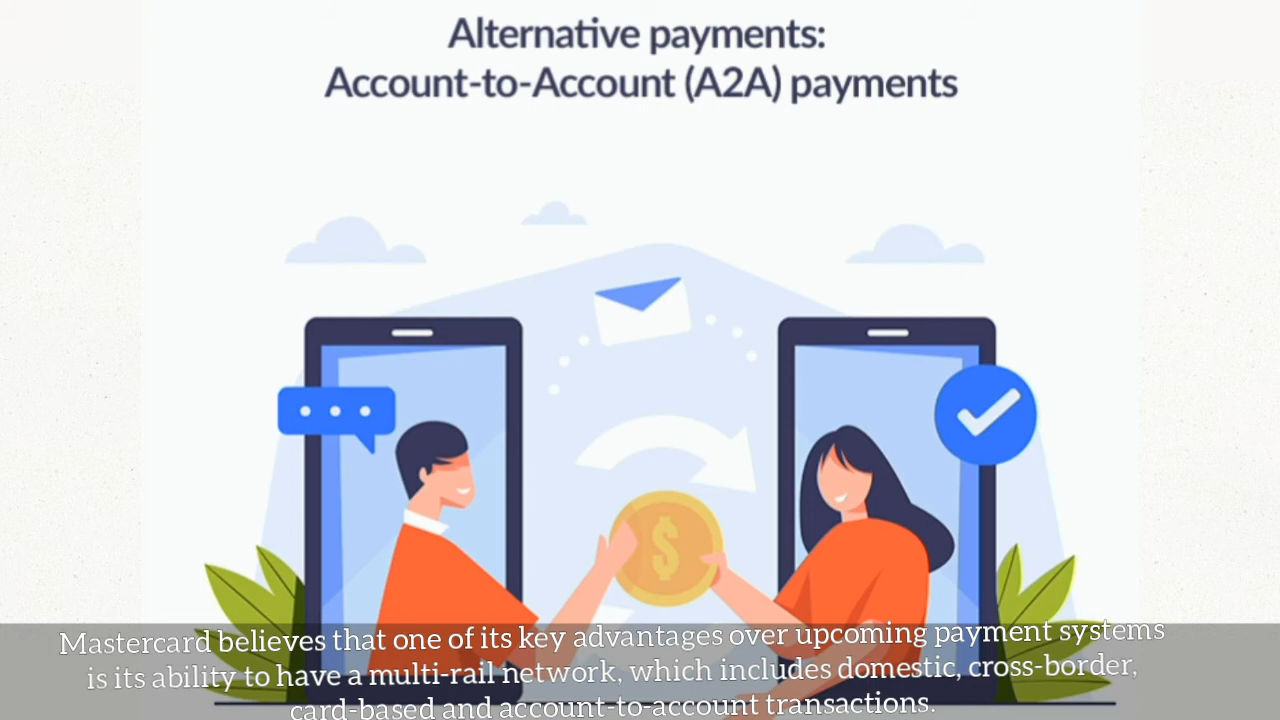 Alternative payments:
Account-to-Account (A2A) payments
$
Mastercard believes that one of its key advantages over upcoming payment systems
is its ability to have a multi-rail network, which includes domestic, cross-border,
card-based and account-to-account transactions.